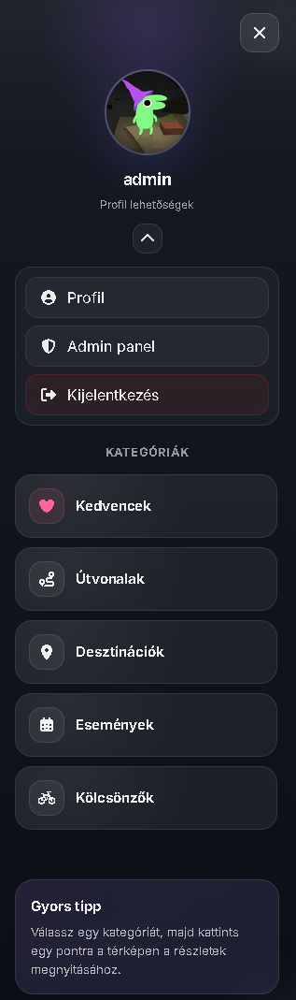 admin
Profil lehetőségek
Profil
Admin panel
Kijelentkezés
KATEGÓRIÁK
Kedvencek
Útvonalak
Desztinációk
Események
Kölcsönzők
Gyors tipp
Válassz egy kategóriát, majd kattints
egy pontra a térképen a részletek
megnyitásához.